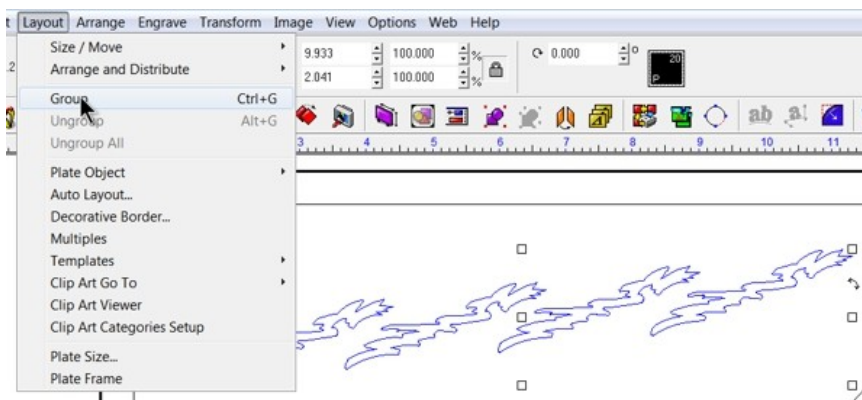 t Layout Arrange Engrave Transform Image View Options Web Help
Size / Move
Arrange and Distribute
Group Ctrl+G
Ungroup Alt+G
Ungroup All
Plate Object
Auto Layout...
Decorative Border...
Multiples
Templates
Clip Art Go To
Clip Art Viewer
Clip Art Categories Setup
Plate Size...
Plate Frame
.2
9.933 100.000 % 0.000 20
2.041 100.000 % P
ab a
3 4 5 6 7 8 9 10 11